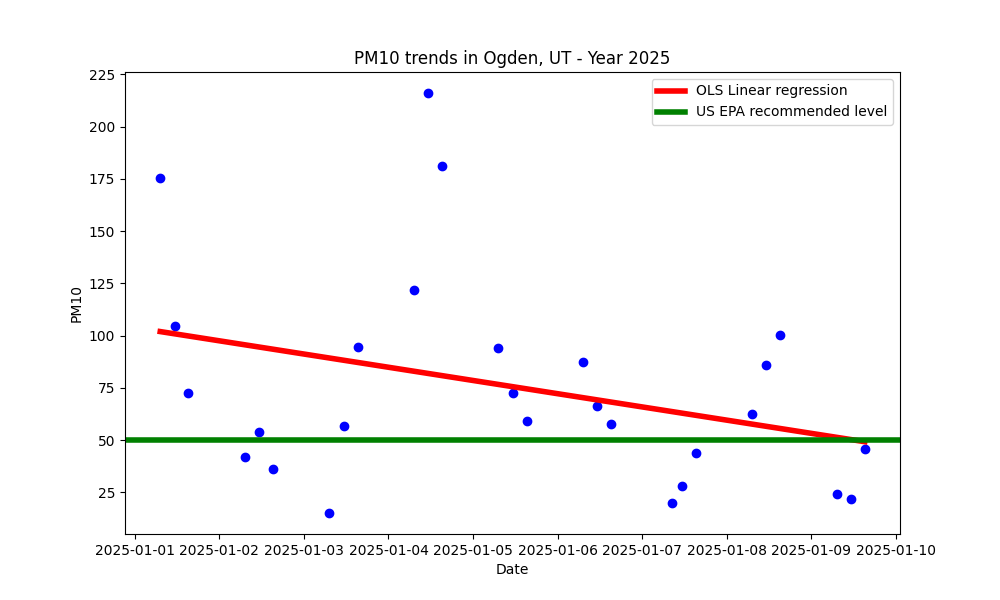 PM10 trends in Ogden, UT - Year 2025
OLS Linear regression
US EPA recommended level
225
200
175
150
125
100
75
50
25
PM10
2025-01-01 2025-01-02 2025-01-03 2025-01-04 2025-01-05 2025-01-06 2025-01-07 2025-01-08 2025-01-09 2025-01-10
Date